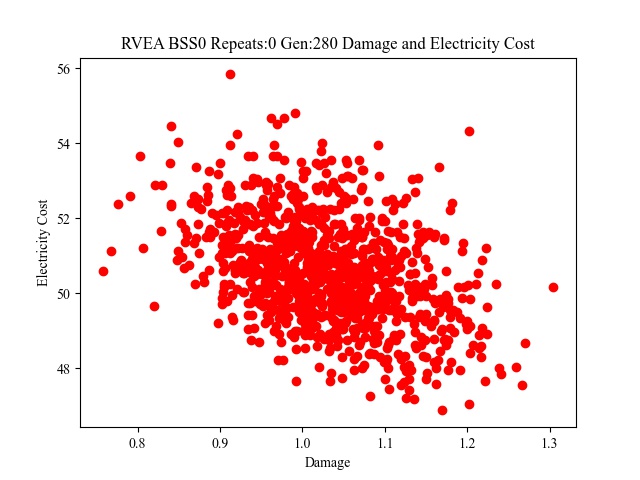 RVEA BSS0 Repeats:0 Gen:280 Damage and Electricity Cost
56
54
52
50
48
Electricity Cost
0.8 0.9 1.0 1.1 1.2 1.3
Damage